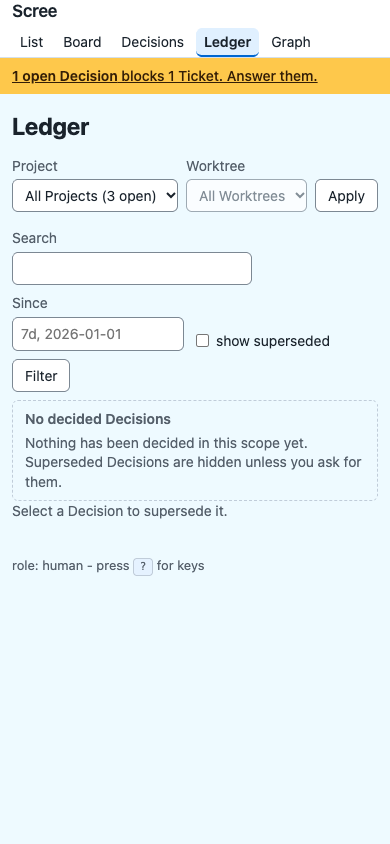 Scree
List Board Decisions Ledger Graph
1 open Decision blocks 1 Ticket. Answer them.
Ledger
Project Worktree
All Projects (3 open) All Worktrees Apply
Search
Since
7d, 2026-01-01 show superseded
Filter
No decided Decisions
Nothing has been decided in this scope yet.
Superseded Decisions are hidden unless you ask for
them.
Select a Decision to supersede it.
role: human - press ? for keys